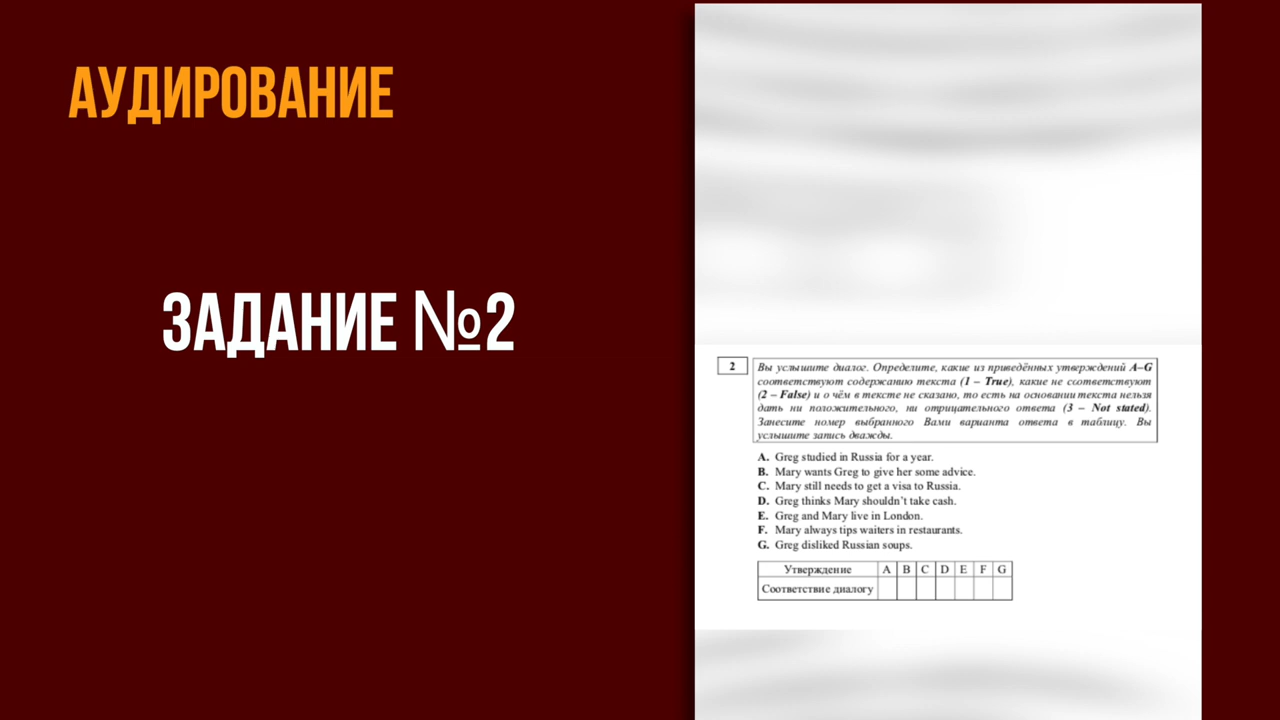 АУДИРОВАНИЕ
ЗАДАНИЕ №2
2
Вы услышите диалог. Определите, какие из приведённых утверждений A–G
соответствуют содержанию текста (1 – True), какие не соответствуют
(2 – False) и о чём в тексте не сказано, то есть на основании текста нельзя
дать ни положительного, ни отрицательного ответа (3 – Not stated).
Занесите номер выбранного Вами варианта ответа в таблицу. Вы
услышите запись дважды.
A. Greg studied in Russia for a year.
B. Mary wants Greg to give her some advice.
C. Mary still needs to get a visa to Russia.
D. Greg thinks Mary shouldn't take cash.
E. Greg and Mary live in London.
F. Mary always tips waiters in restaurants.
G. Greg disliked Russian soups.
Утверждение A B C D E F G
Соответствие диалогу